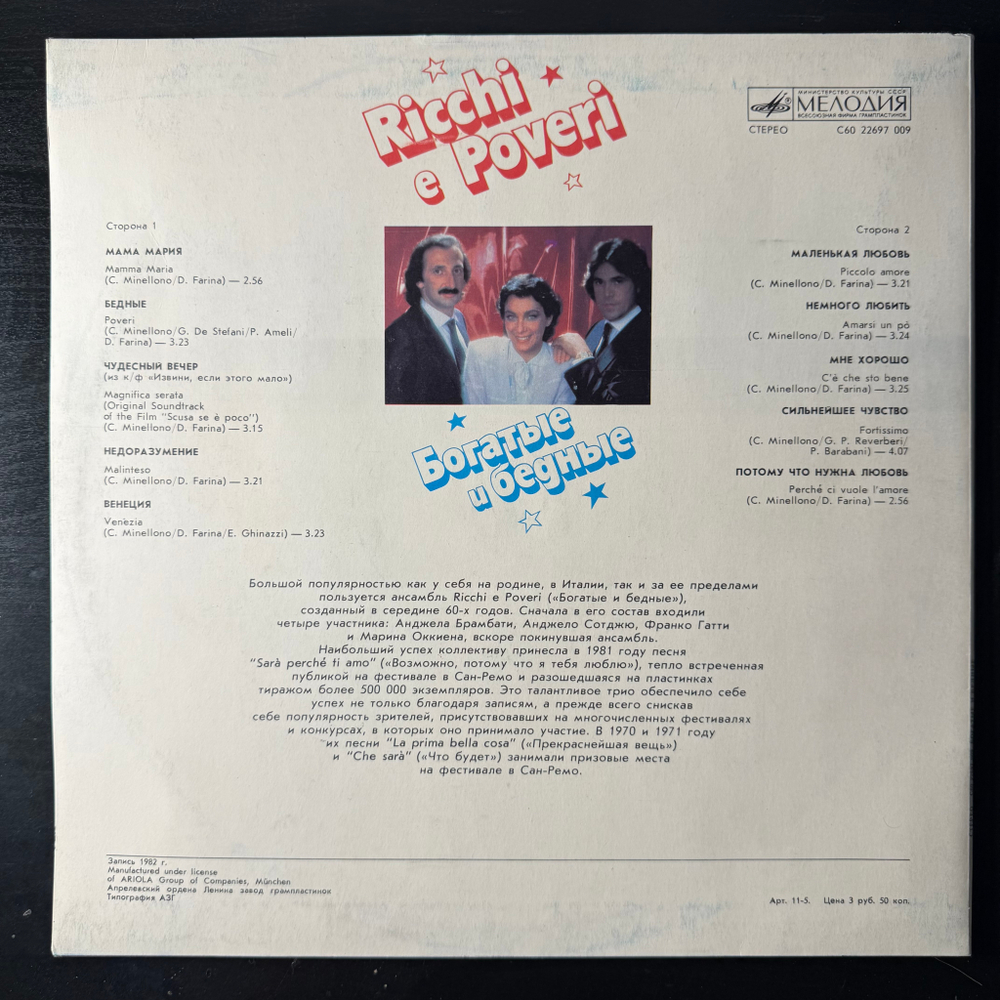 Ricchi
e Poveri
МИНИСТЕРСТВО КУЛЬТУРЫ СССР
МЕЛОДИЯ
ВСЕСОЮЗНАЯ ФИРМА ГРАМПЛАСТИНОК
СТЕРЕО С60 22697 009
Сторона 1
МАМА МАРИЯ
Mamma Maria
(C. Minellono/D. Farina) — 2.56
БЕДНЫЕ
Poveri
(C. Minellono/G. De Stefani/P. Ameli/
D. Farina) — 3.23
ЧУДЕСНЫЙ ВЕЧЕР
(из к/ф «Извини, если этого мало»)
Magnifica serata
(Original Soundtrack
of the Film "Scusa se è poco")
(C. Minellono/D. Farina) — 3.15
НЕДОРАЗУМЕНИЕ
Malinteso
(C. Minellono/D. Farina) — 3.21
ВЕНЕЦИЯ
Venezia
(C. Minellono/D. Farina/E. Ghinazzi) — 3.23
Богатые
и бедные
Сторона 2
МАЛЕНЬКАЯ ЛЮБОВЬ
Piccolo amore
(C. Minellono/D. Farina) — 3.21
НЕМНОГО ЛЮБИТЬ
Amarsi un pó
(C. Minellono/D. Farina) — 3.24
МНЕ ХОРОШО
C'è che sto bene
(C. Minellono/D. Farina) — 3.25
СИЛЬНЕЙШЕЕ ЧУВСТВО
Fortissimo
(C. Minellono/G. P. Reverberi/
P. Barabani) — 4.07
ПОТОМУ ЧТО НУЖНА ЛЮБОВЬ
Perché ci vuole l'amore
(C. Minellono/D. Farina) — 2.56
Большой популярностью как у себя на родине, в Италии, так и за ее пределами
пользуется ансамбль Ricchi e Poveri («Богатые и бедные»),
созданный в середине 60-х годов. Сначала в его состав входили
четыре участника: Анджела Брамбати, Анджело Сотджю, Франко Гатти
и Марина Оккиена, вскоре покинувшая ансамбль.
Наибольший успех коллективу принесла в 1981 году песня
"Sarà perché ti amo" («Возможно, потому что я тебя люблю»), тепло встреченная
публикой на фестивале в Сан-Ремо и разошедшаяся на пластинках
тиражом более 500 000 экземпляров. Это талантливое трио обеспечило себе
успех не только благодаря записям, а прежде всего снискав
себе популярность зрителей, присутствовавших на многочисленных фестивалях
и конкурсах, в которых оно принимало участие. В 1970 и 1971 году
их песни "La prima bella cosa" («Прекраснейшая вещь»)
и "Che sarà" («Что будет») занимали призовые места
на фестивале в Сан-Ремо.
Запись 1982 г.
Manufactured under license
of ARIOLA Group of Companies, München
Апрелевский ордена Ленина завод грампластинок
Типография АЗГ
Арт. 11-5. Цена 3 руб. 50 коп.